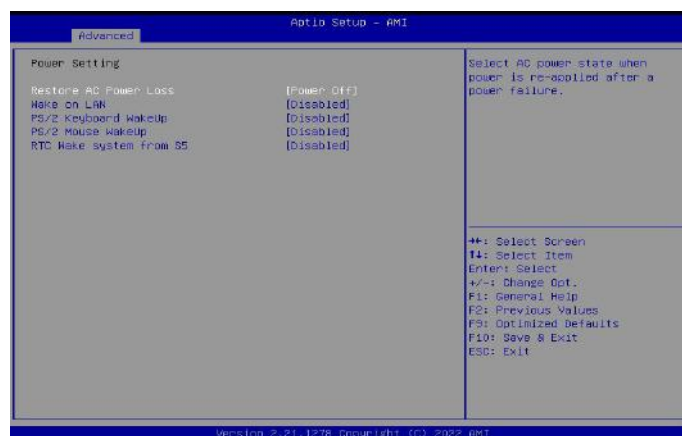 Aptio Setup - AMI
Advanced
Power Setting
Restore AC Power Loss [Power Off]
Wake on LAN [Disabled]
PS/2 Keyboard WakeUp [Disabled]
PS/2 Mouse WakeUp [Disabled]
RTC Wake system from S5 [Disabled]
Select AC power state when
power is re-applied after a
power failure.
→←: Select Screen
↑↓: Select Item
Enter: Select
+/-: Change Opt.
F1: General Help
F2: Previous Values
F9: Optimized Defaults
F10: Save & Exit
ESC: Exit
Version 2.21.1278 Copyright (C) 2022 AMI